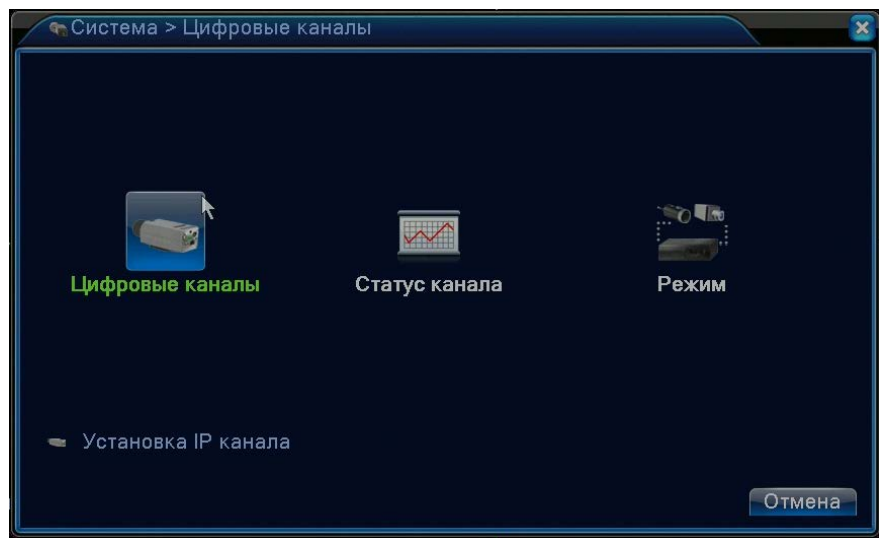 Система > Цифровые каналы
Цифровые каналы
Статус канала
Режим
Установка IP канала
Отмена